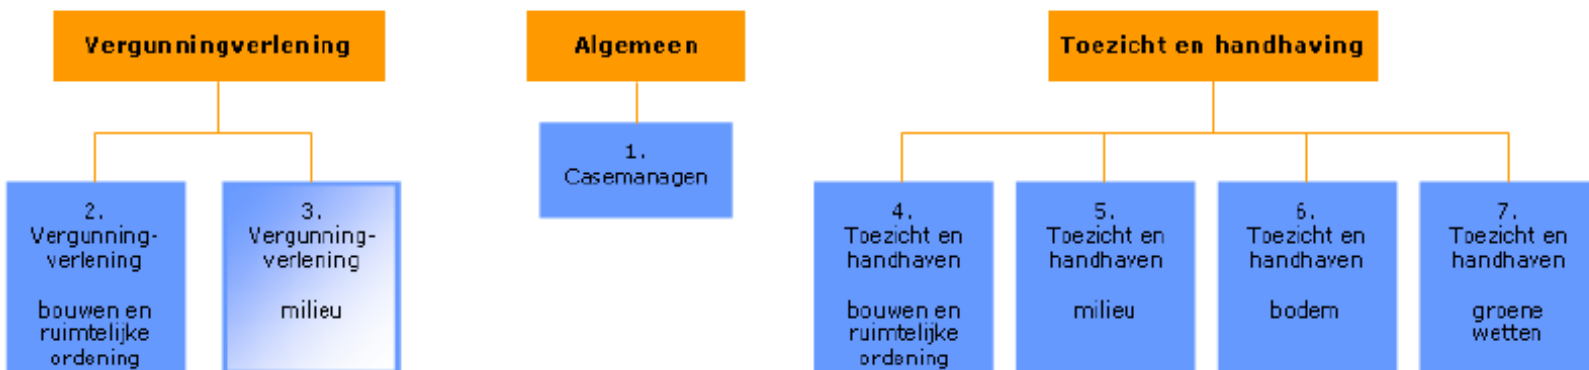 Vergunningverlening
Algemeen
Toezicht en handhaving
1.
Casemanagen
2.
Vergunning-
verlening
bouwen en
ruimtelijke
ordening
3.
Vergunning-
verlening
milieu
4.
Toezicht en
handhaven
bouwen en
ruimtelijke
ordening
5.
Toezicht en
handhaven
milieu
6.
Toezicht en
handhaven
bodem
7.
Toezicht en
handhaven
groene
wetten